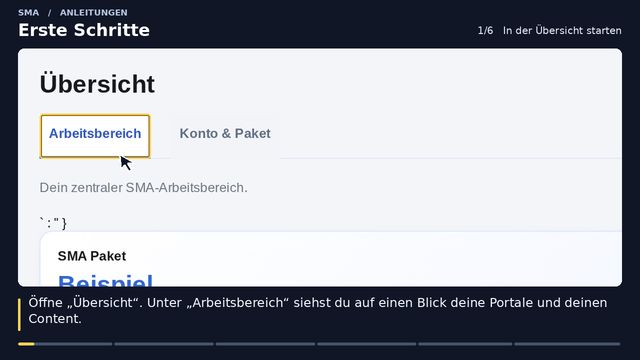 SMA / ANLEITUNGEN
Erste Schritte
1/6 In der Übersicht starten
Übersicht
Arbeitsbereich Konto & Paket
Dein zentraler SMA-Arbeitsbereich.
` : '' }
SMA Paket
Beispiel
Öffne „Übersicht“. Unter „Arbeitsbereich“ siehst du auf einen Blick deine Portale und deinen
Content.